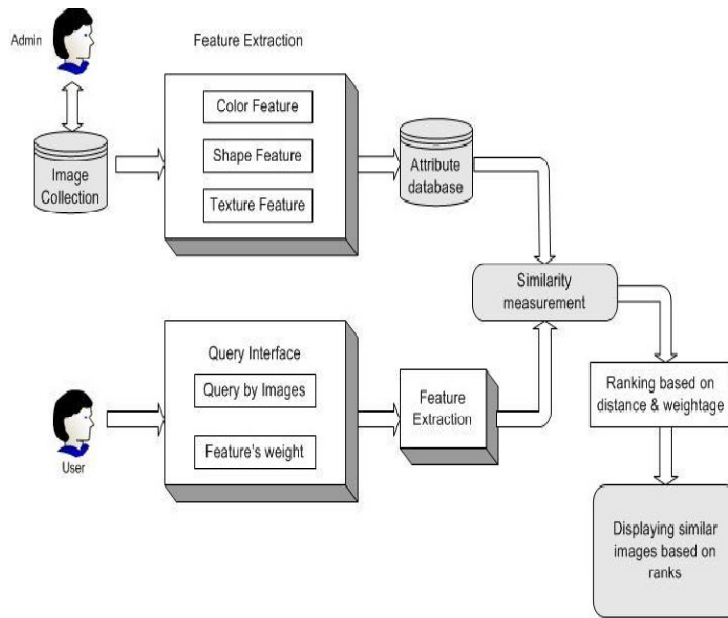 Admin
Feature Extraction
Color Feature
Shape Feature
Texture Feature
Image
Collection
Attribute
database
Similarity
measurement
Query Interface
Query by Images
Feature's weight
User
Feature
Extraction
Ranking based on
distance & weightage
Displaying similar
images based on
ranks